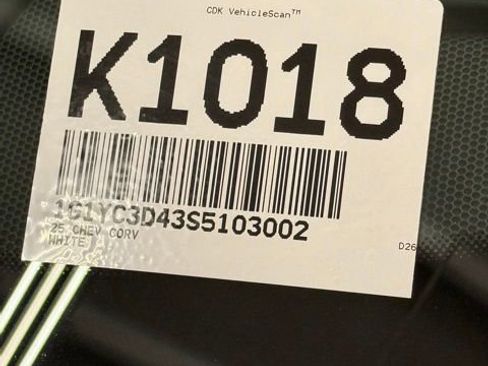 CDK VehicleScan™
K1018
1G1YC3D43S5103002
25 CHEV CORV
WHITE
D26